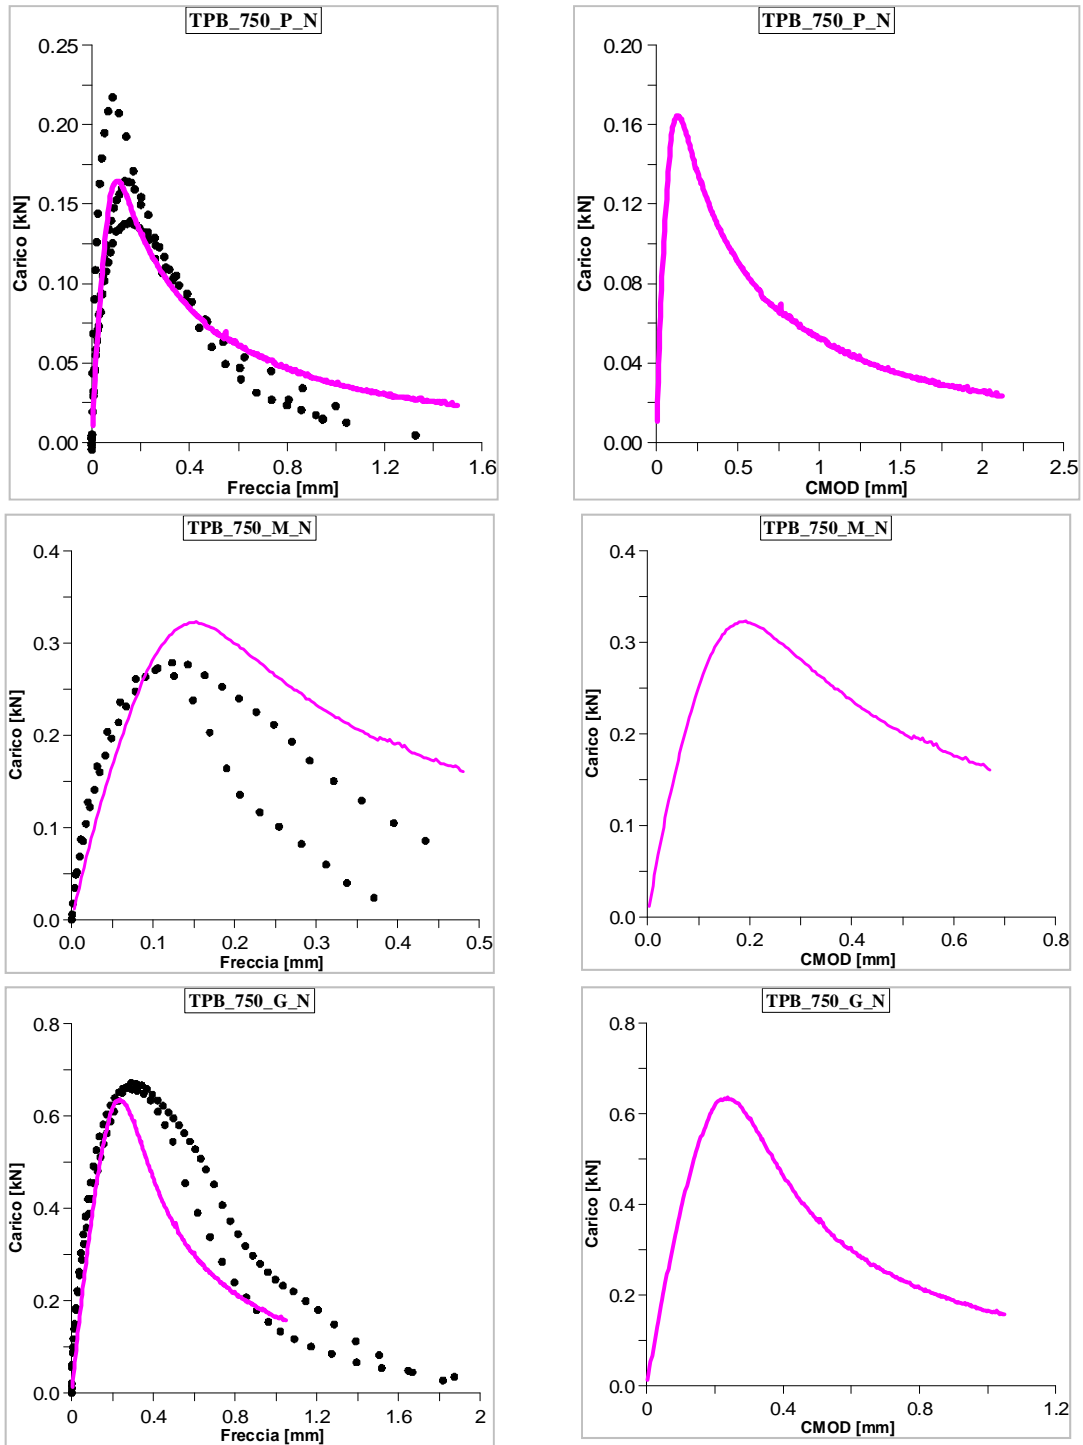 TPB_750_P_N
0.25
0.20
0.15
0.10
0.05
0.00
Carico [kN]
0 0.4 0.8 1.2 1.6
Freccia [mm]
TPB_750_P_N
0.20
0.16
0.12
0.08
0.04
0.00
Carico [kN]
0 0.5 1 1.5 2 2.5
CMOD [mm]
TPB_750_M_N
0.4
0.3
0.2
0.1
0.0
Carico [kN]
0.0 0.1 0.2 0.3 0.4 0.5
Freccia [mm]
TPB_750_M_N
0.4
0.3
0.2
0.1
0.0
Carico [kN]
0.0 0.2 0.4 0.6 0.8
CMOD [mm]
TPB_750_G_N
0.8
0.6
0.4
0.2
0.0
Carico [kN]
0 0.4 0.8 1.2 1.6 2
Freccia [mm]
TPB_750_G_N
0.8
0.6
0.4
0.2
0.0
Carico [kN]
0 0.4 0.8 1.2
CMOD [mm]